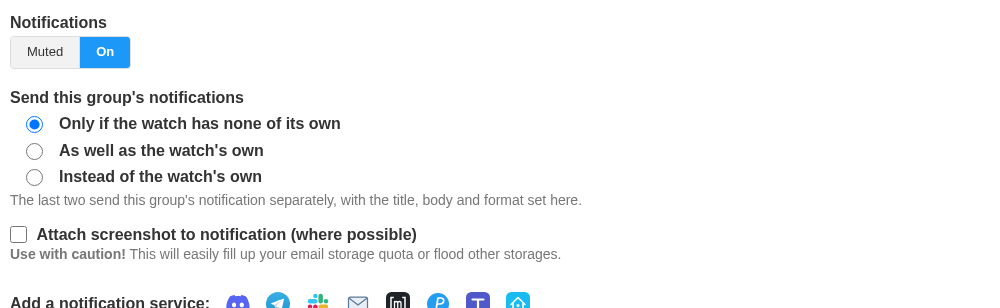 Notifications
Muted On
Send this group's notifications
Only if the watch has none of its own
As well as the watch's own
Instead of the watch's own
The last two send this group's notification separately, with the title, body and format set here.
Attach screenshot to notification (where possible)
Use with caution! This will easily fill up your email storage quota or flood other storages.
Add a notification service: